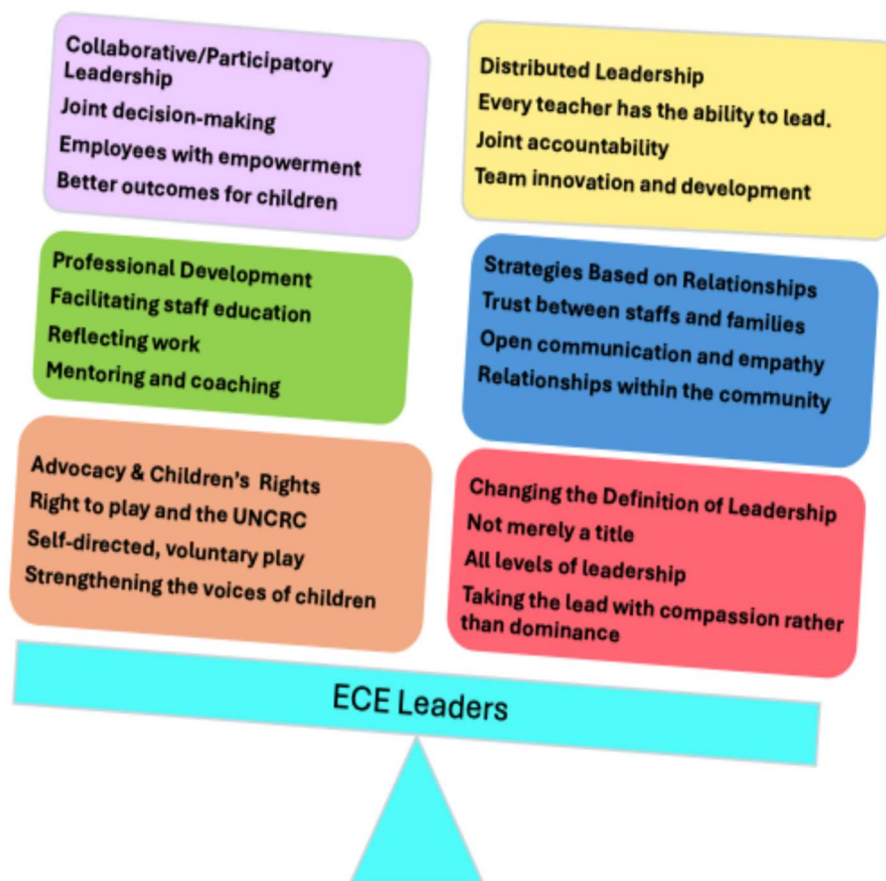 Collaborative/Participatory
Leadership
Joint decision-making
Employees with empowerment
Better outcomes for children
Distributed Leadership
Every teacher has the ability to lead.
Joint accountability
Team innovation and development
Professional Development
Facilitating staff education
Reflecting work
Mentoring and coaching
Strategies Based on Relationships
Trust between staffs and families
Open communication and empathy
Relationships within the community
Advocacy & Children’s Rights
Right to play and the UNCRC
Self-directed, voluntary play
Strengthening the voices of children
Changing the Definition of Leadership
Not merely a title
All levels of leadership
Taking the lead with compassion rather
than dominance
ECE Leaders